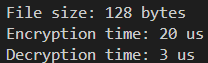 File size: 128 bytes
Encryption time: 20 us
Decryption time: 3 us